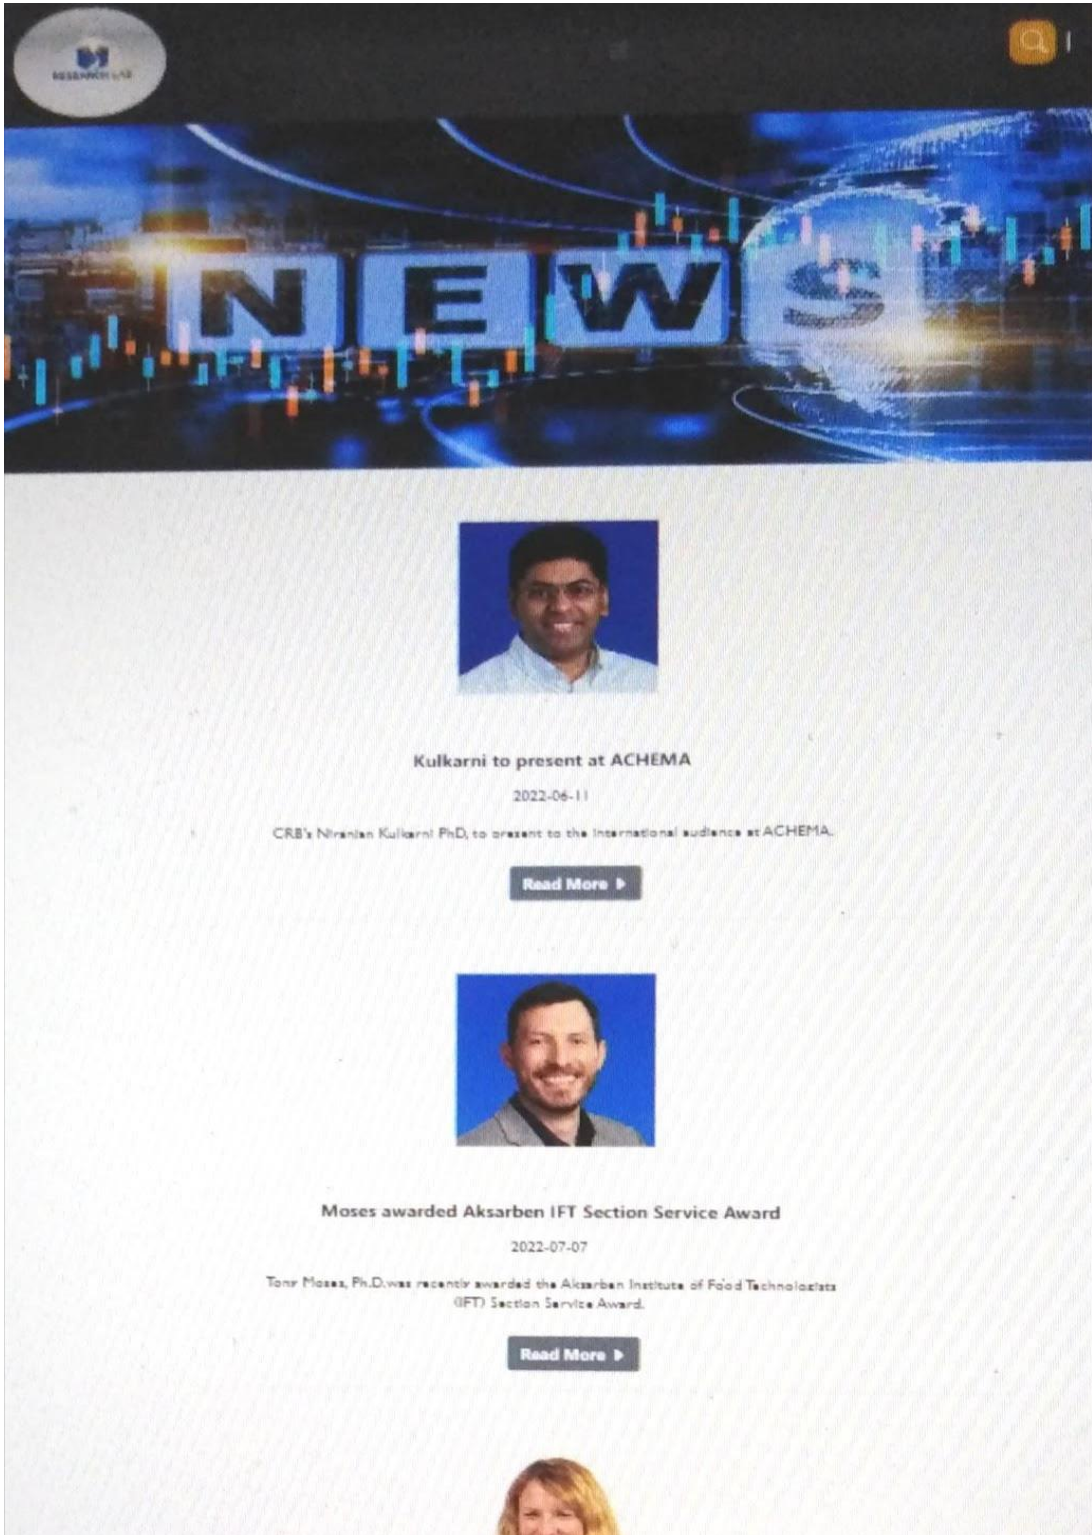 RESEARCH LAB
NEWS
Kulkarni to present at ACHEMA
2022-06-11
CRB's Niranjan Kulkarni PhD, to present to the international audience at ACHEMA.
Read More
Moses awarded Aksarben IFT Section Service Award
2022-07-07
Tony Moses, Ph.D.was recently awarded the Aksarben Institute of Food Technologists
(IFT) Section Service Award.
Read More